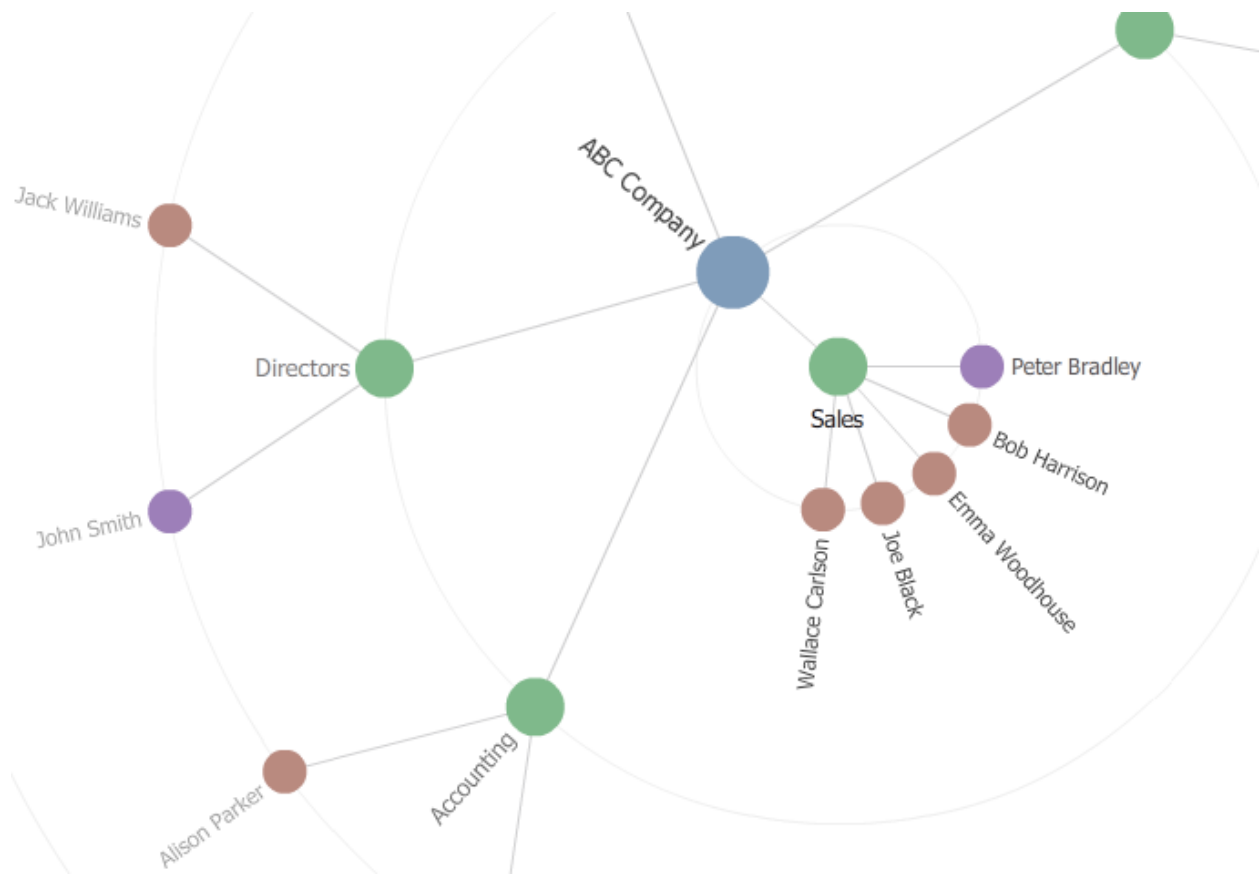 ABC Company
Jack Williams
Directors
Peter Bradley
Sales
Bob Harrison
Emma Woodhouse
John Smith
Joe Black
Wallace Carlson
Accounting
Alison Parker